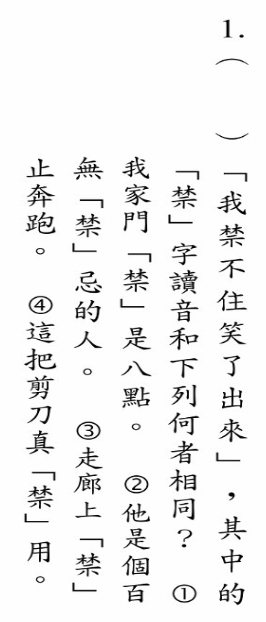 1.（　　）「我禁不住笑了出來」，其中的
「禁」字讀音和下列何者相同？　①
我家門「禁」是八點。　②他是個百
無「禁」忌的人。　③走廊上「禁」
止奔跑。　④這把剪刀真「禁」用。